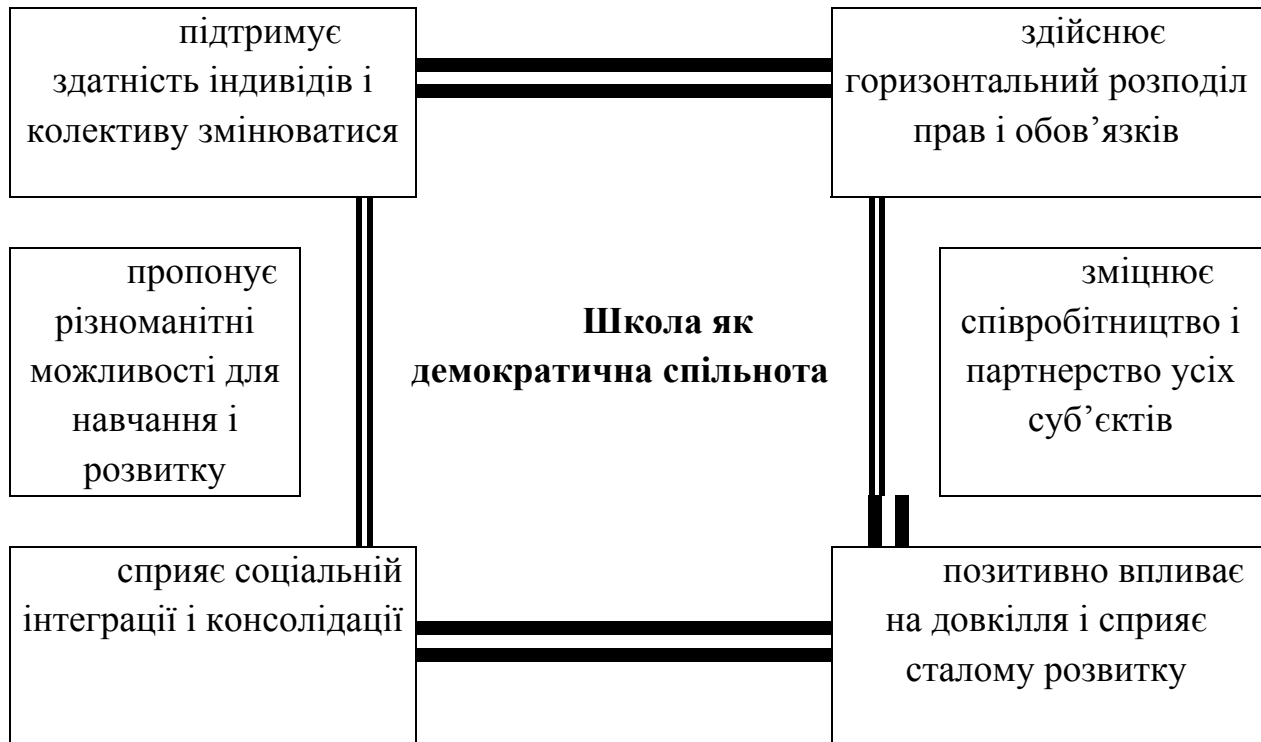 підтримує
здатність індивідів і
колективу змінюватися
здійснює
горизонтальний розподіл
прав і обов’язків
пропонує
різноманітні
можливості для
навчання і
розвитку
Школа як
демократична спільнота
зміцнює
співробітництво і
партнерство усіх
суб’єктів
сприяє соціальній
інтеграції і консолідації
позитивно впливає
на довкілля і сприяє
сталому розвитку